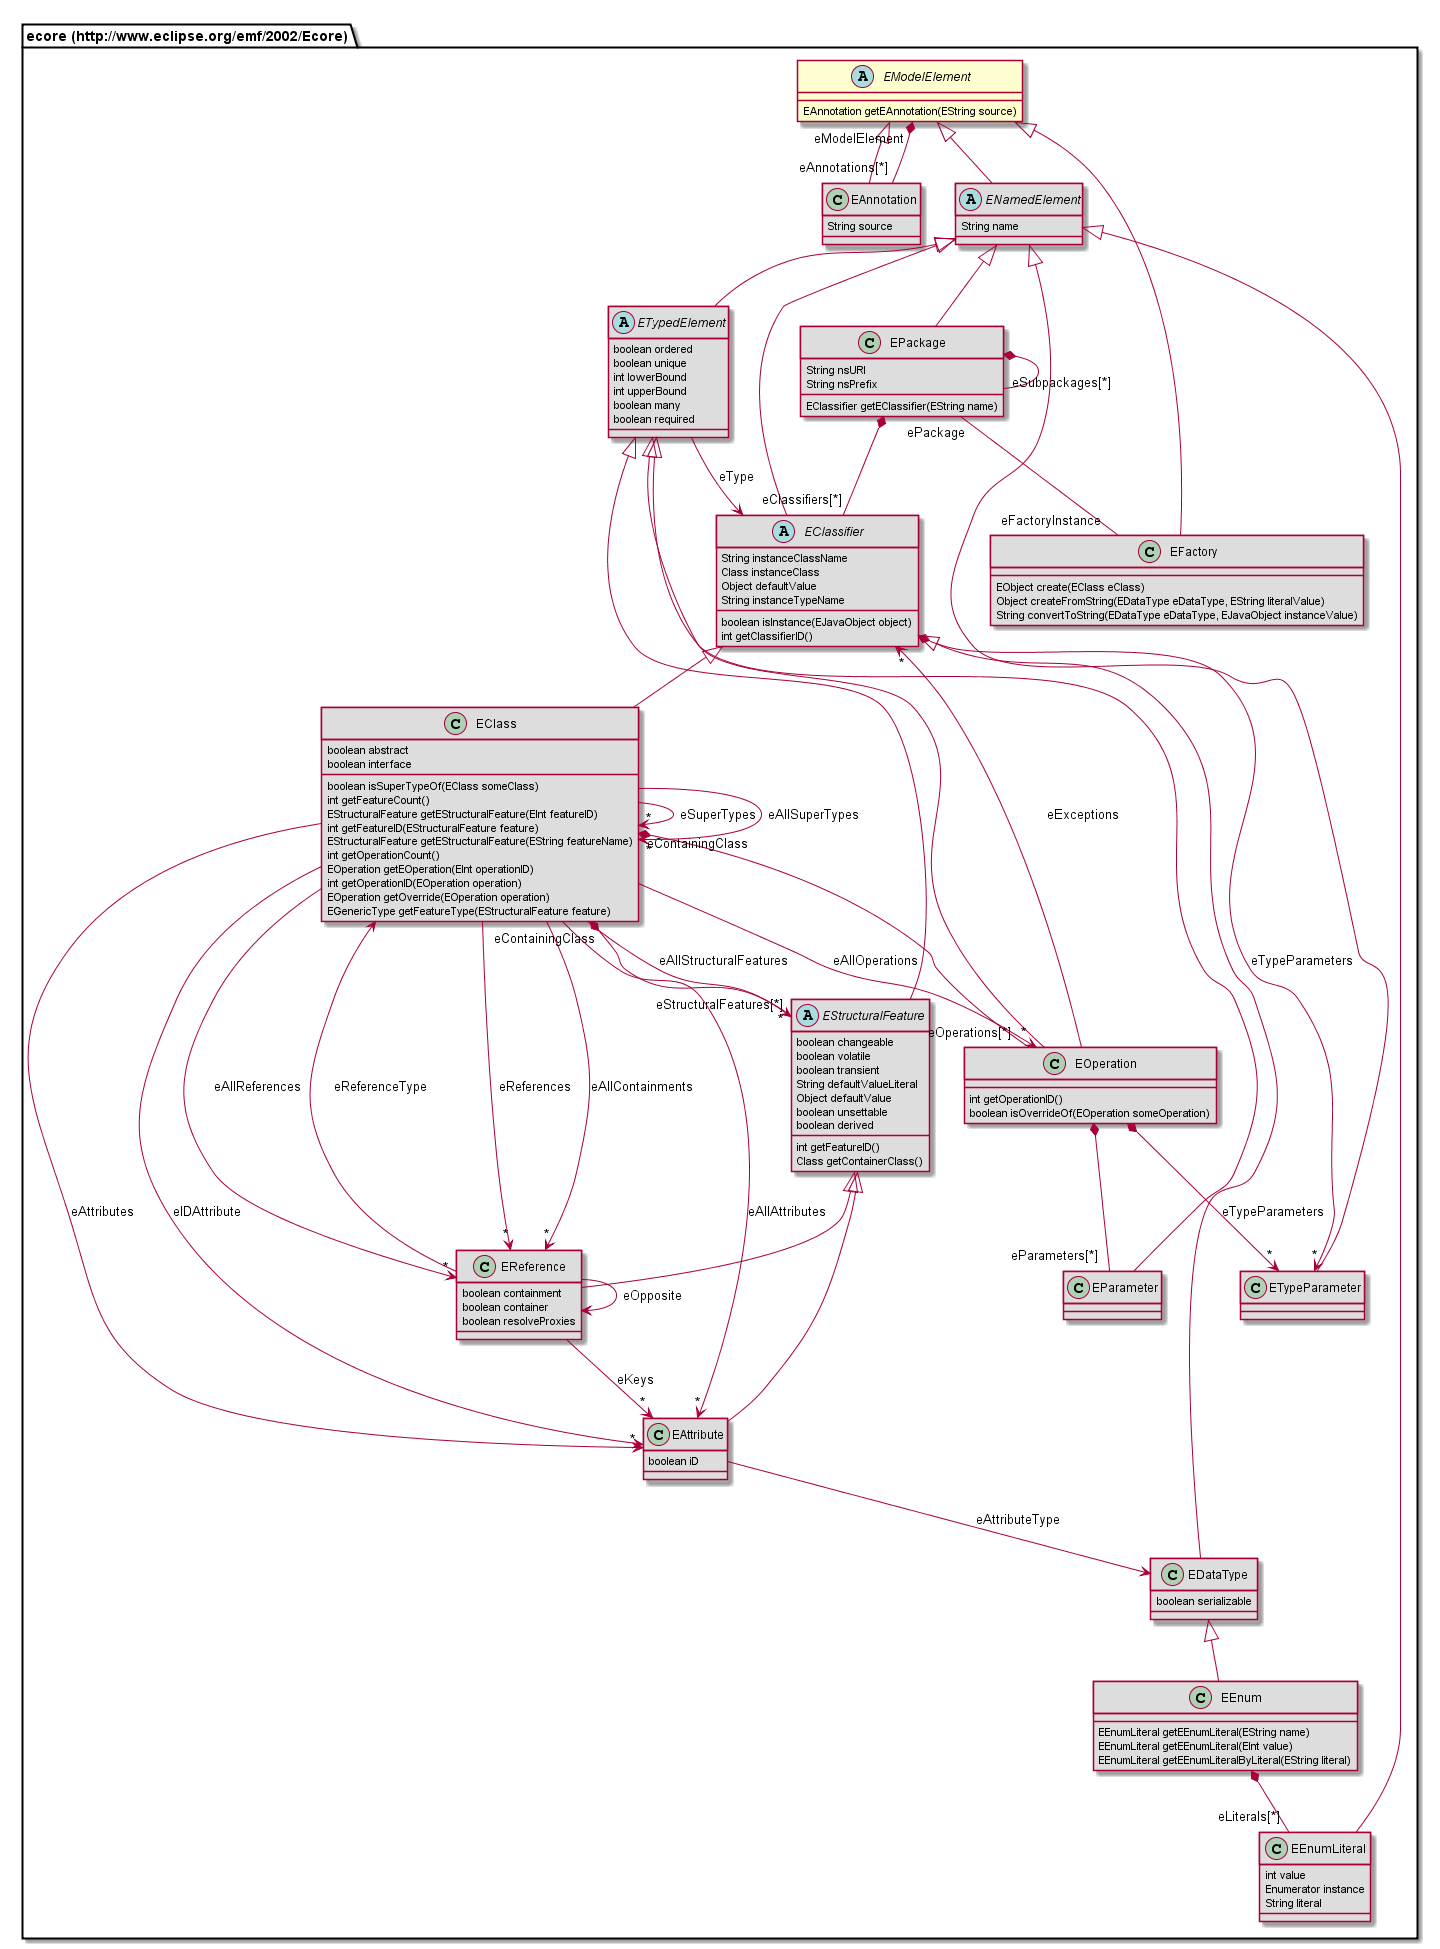 ecore (http://www.eclipse.org/emf/2002/Ecore)
A EModelElement
EAnnotation getEAnnotation(EString source)
eModelElement
eAnnotations[*]
C EAnnotation
String source
A ENamedElement
String name
A ETypedElement
boolean ordered
boolean unique
int lowerBound
int upperBound
boolean many
boolean required
C EPackage
String nsURI
String nsPrefix
EClassifier getEClassifier(EString name)
eSubpackages[*]
ePackage
eType
eClassifiers[*]
eFactoryInstance
A EClassifier
String instanceClassName
Class instanceClass
Object defaultValue
String instanceTypeName
boolean isInstance(EJavaObject object)
int getClassifierID()
C EFactory
EObject create(EClass eClass)
Object createFromString(EDataType eDataType, EString literalValue)
String convertToString(EDataType eDataType, EJavaObject instanceValue)
*
C EClass
boolean abstract
boolean interface
boolean isSuperTypeOf(EClass someClass)
int getFeatureCount()
EStructuralFeature getEStructuralFeature(EInt featureID)
int getFeatureID(EStructuralFeature feature)
EStructuralFeature getEStructuralFeature(EString featureName)
int getOperationCount()
EOperation getEOperation(EInt operationID)
int getOperationID(EOperation operation)
EOperation getOverride(EOperation operation)
EGenericType getFeatureType(EStructuralFeature feature)
*
eSuperTypes
eAllSuperTypes
*
eContainingClass
eExceptions
eContainingClass
eAllStructuralFeatures
eAllOperations
eTypeParameters
eStructuralFeatures[*]
*
eOperations[*]
*
A EStructuralFeature
boolean changeable
boolean volatile
boolean transient
String defaultValueLiteral
Object defaultValue
boolean unsettable
boolean derived
int getFeatureID()
Class getContainerClass()
C EOperation
int getOperationID()
boolean isOverrideOf(EOperation someOperation)
eAllReferences
eReferenceType
eReferences
eAllContainments
eAttributes
eIDAttribute
eAllAttributes
eTypeParameters
*
*
*
eParameters[*]
*
*
C EReference
boolean containment
boolean container
boolean resolveProxies
eOpposite
C EParameter
C ETypeParameter
eKeys
*
*
*
C EAttribute
boolean iD
eAttributeType
C EDataType
boolean serializable
C EEnum
EEnumLiteral getEEnumLiteral(EString name)
EEnumLiteral getEEnumLiteral(EInt value)
EEnumLiteral getEEnumLiteralByLiteral(EString literal)
eLiterals[*]
C EEnumLiteral
int value
Enumerator instance
String literal